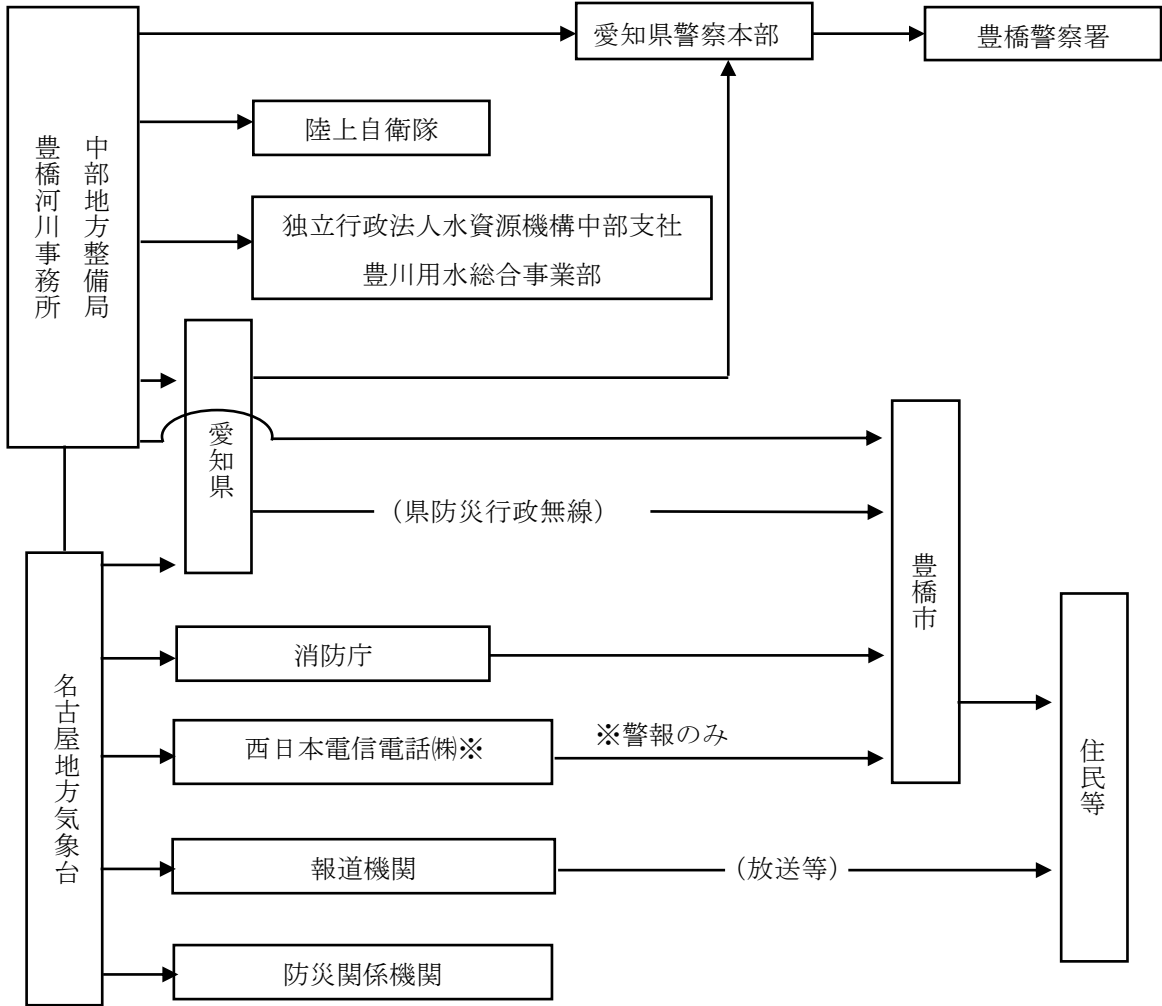 愛知県警察本部
豊橋警察署
中部地方整備局
豊橋河川事務所
陸上自衛隊
独立行政法人水資源機構中部支社
豊川用水総合事業部
愛知県
（県防災行政無線）
豊橋市
消防庁
名古屋地方気象台
西日本電信電話㈱※
※警報のみ
住民等
報道機関
（放送等）
防災関係機関